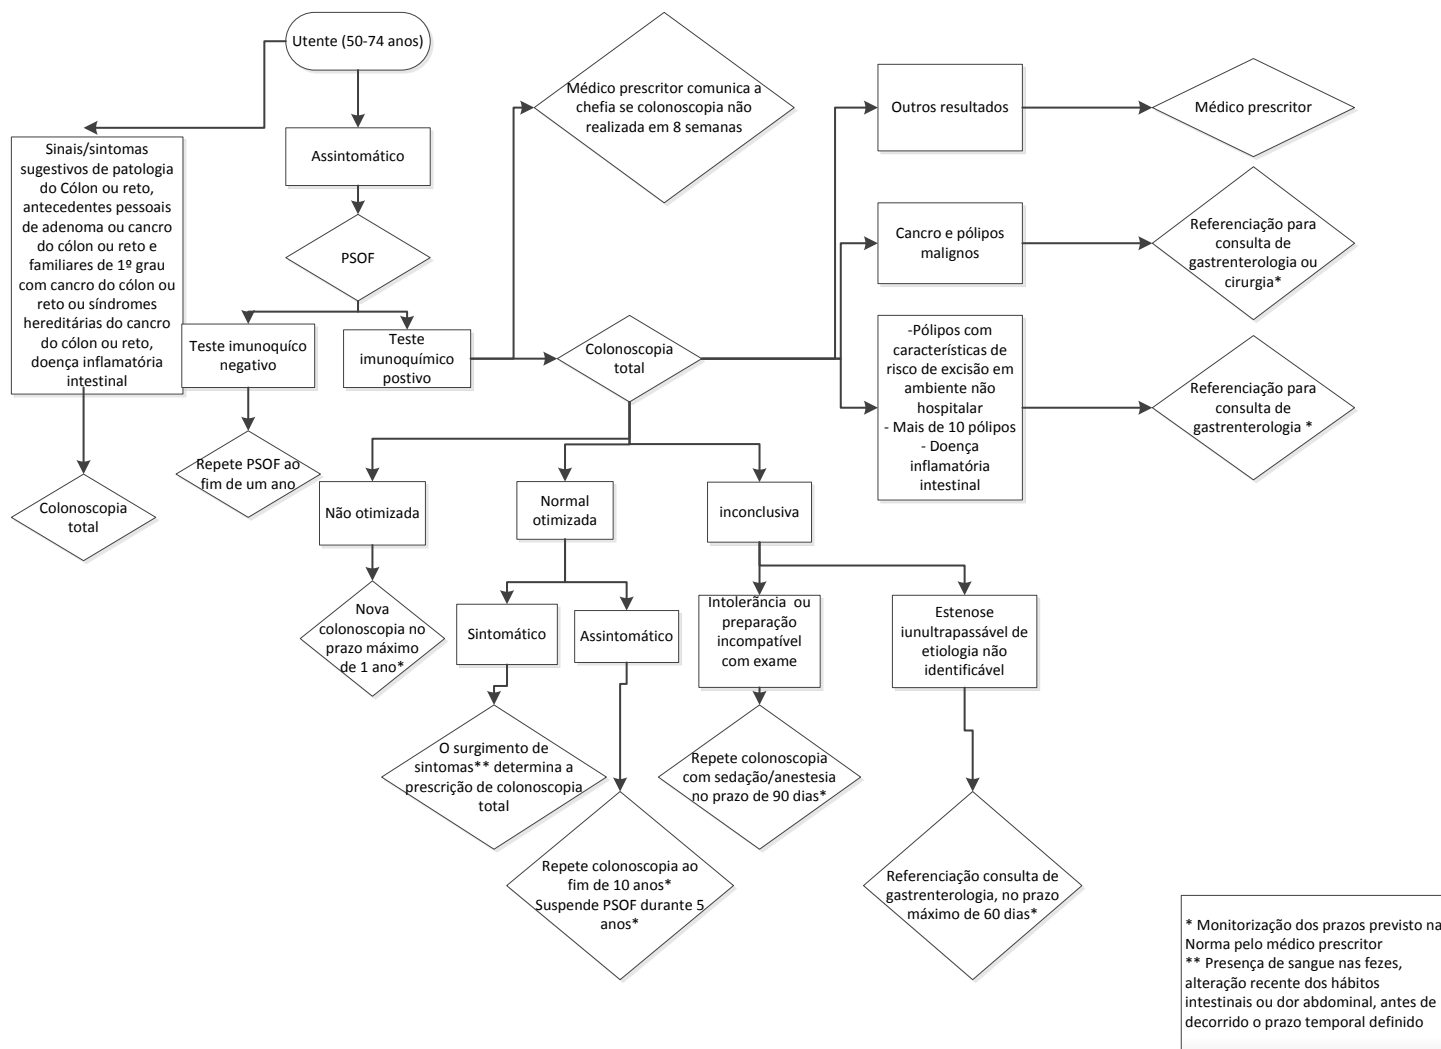 Utente (50-74 anos)
Sinais/sintomas
sugestivos de patologia
do Cólon ou reto,
antecedentes pessoais
de adenoma ou cancro
do cólon ou reto e
familiares de 1º grau
com cancro do cólon ou
reto ou síndromes
hereditárias do cancro
do cólon ou reto,
doença inflamatória
intestinal
Colonoscopia
total
Assintomático
PSOF
Teste imunoquíco
negativo
Repete PSOF ao
fim de um ano
Teste
imunoquímico
postivo
Médico prescritor comunica a
chefia se colonoscopia não
realizada em 8 semanas
Colonoscopia
total
Outros resultados
Médico prescritor
Cancro e pólipos
malignos
Referenciação para
consulta de
gastrenterologia ou
cirurgia*
-Pólipos com
características de
risco de excisão em
ambiente não
hospitalar
- Mais de 10 pólipos
- Doença
inflamatória
intestinal
Referenciação para
consulta de
gastrenterologia *
Não otimizada
Nova
colonoscopia no
prazo máximo
de 1 ano*
Normal
otimizada
Sintomático
O surgimento de
sintomas** determina a
prescrição de colonoscopia
total
Assintomático
Repete colonoscopia ao
fim de 10 anos*
Suspende PSOF durante 5
anos*
inconclusiva
Intolerância ou
preparação
incompatível
com exame
Repete colonoscopia
com sedação/anestesia
no prazo de 90 dias*
Estenose
iunultrapassável de
etiologia não
identificável
Referenciação consulta de
gastrenterologia, no prazo
máximo de 60 dias*
* Monitorização dos prazos previsto na
Norma pelo médico prescritor
** Presença de sangue nas fezes,
alteração recente dos hábitos
intestinais ou dor abdominal, antes de
decorrido o prazo temporal definido